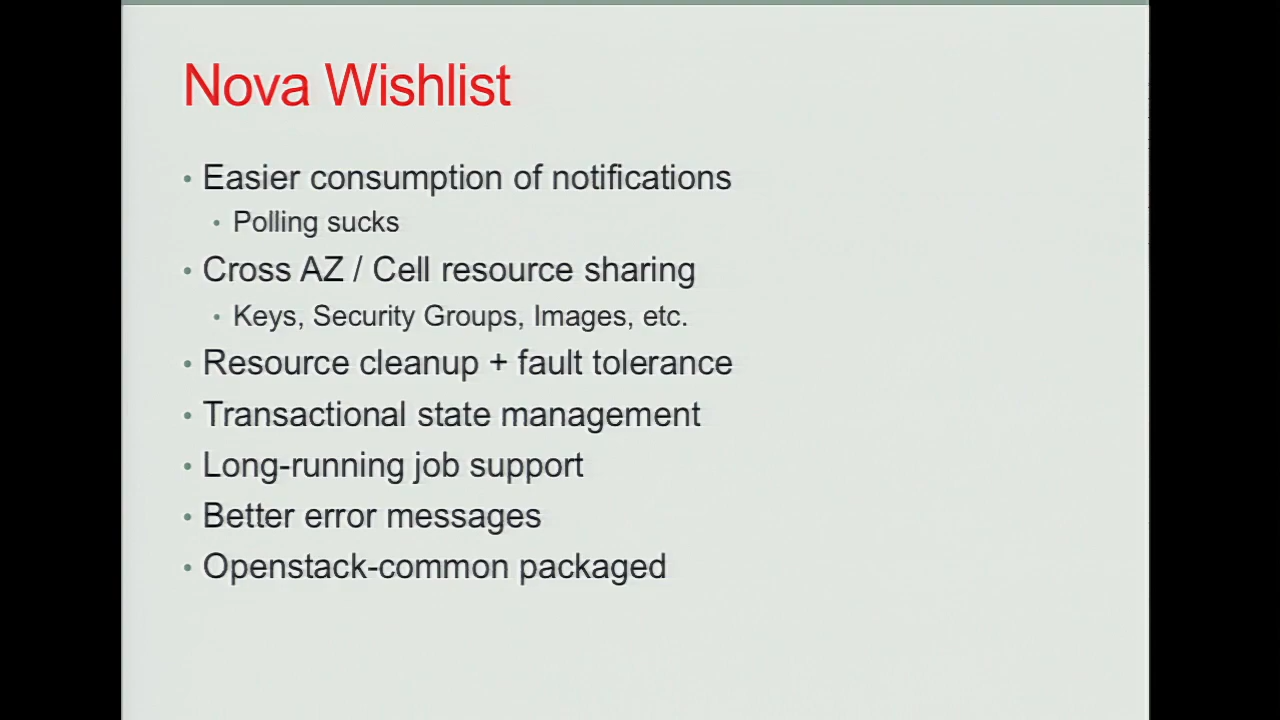 Nova Wishlist
• Easier consumption of notifications
• Polling sucks
• Cross AZ / Cell resource sharing
• Keys, Security Groups, Images, etc.
• Resource cleanup + fault tolerance
• Transactional state management
• Long-running job support
• Better error messages
• Openstack-common packaged